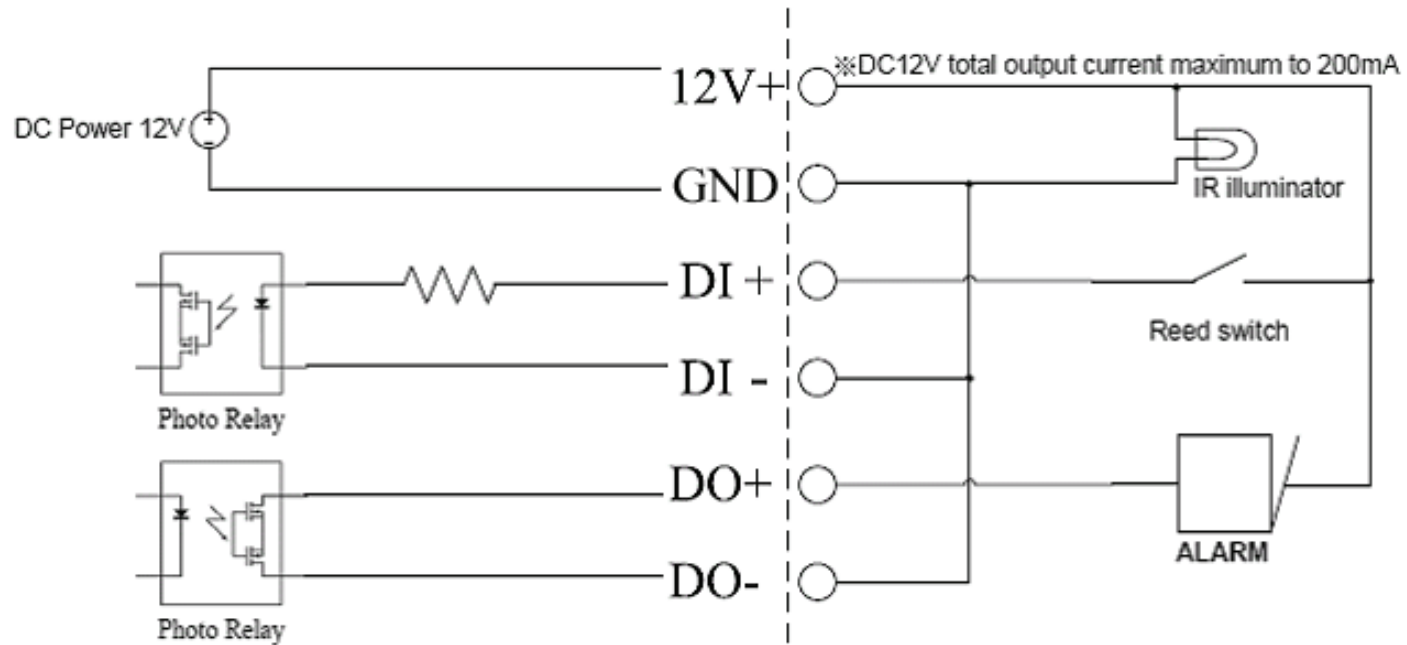 ※DC12V total output current maximum to 200mA
12V+
DC Power 12V
GND
IR illuminator
DI +
Reed switch
DI -
Photo Relay
DO+
ALARM
DO-
Photo Relay